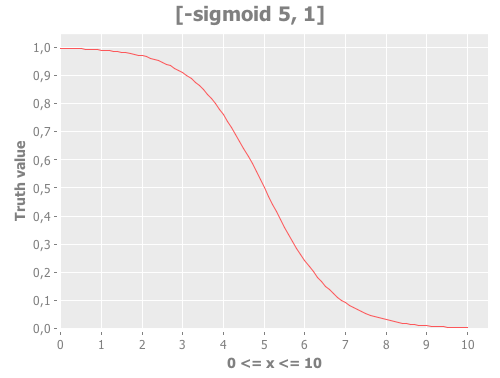 [-sigmoid 5, 1]
1,0
0,9
0,8
0,7
0,6
0,5
0,4
0,3
0,2
0,1
0,0
Truth value
0 1 2 3 4 5 6 7 8 9 10
0 <= x <= 10